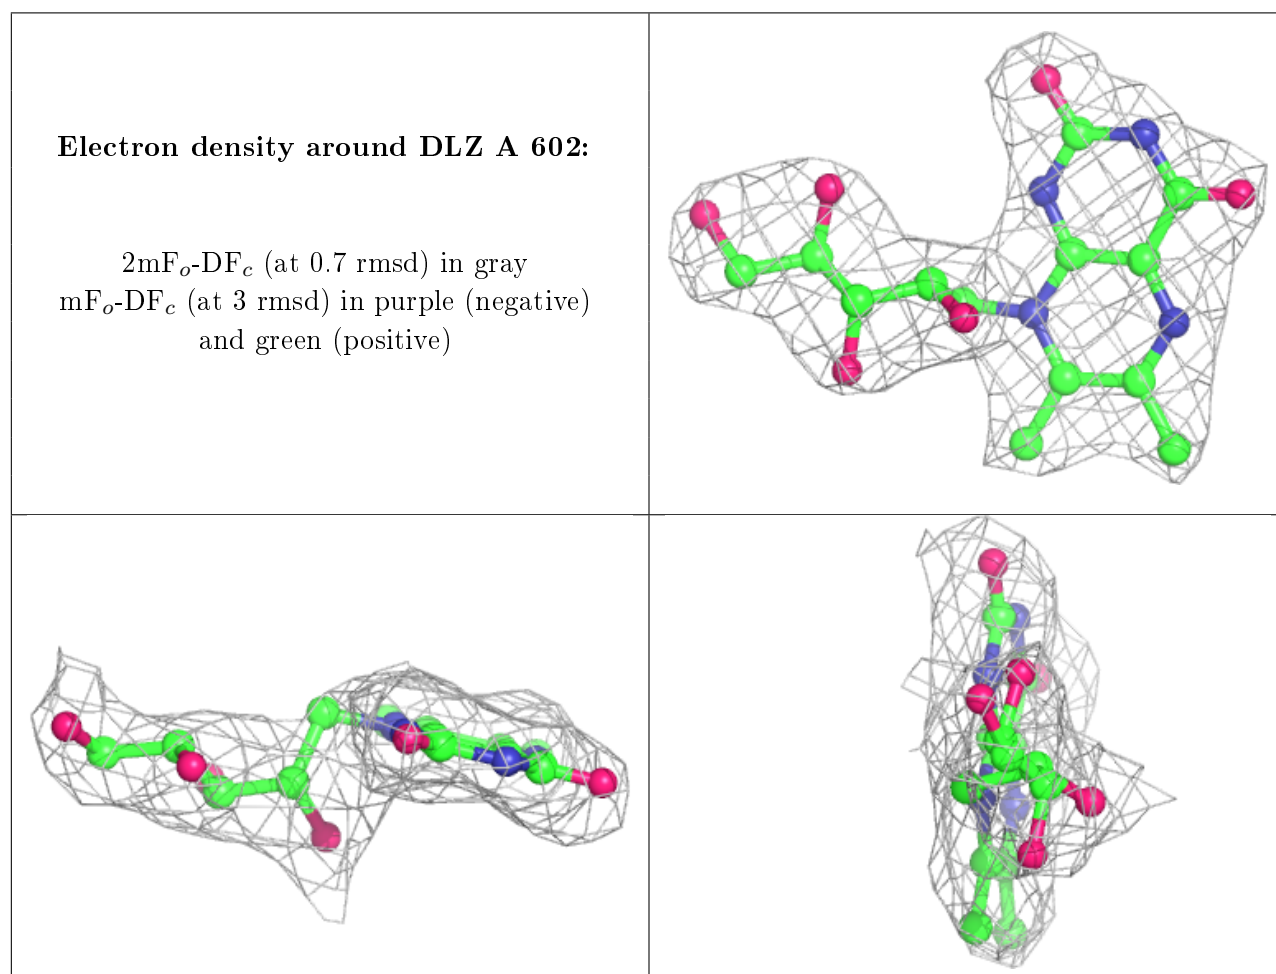 Electron density around DLZ A 602:
2mFo-DFc (at 0.7 rmsd) in gray
mFo-DFc (at 3 rmsd) in purple (negative)
and green (positive)